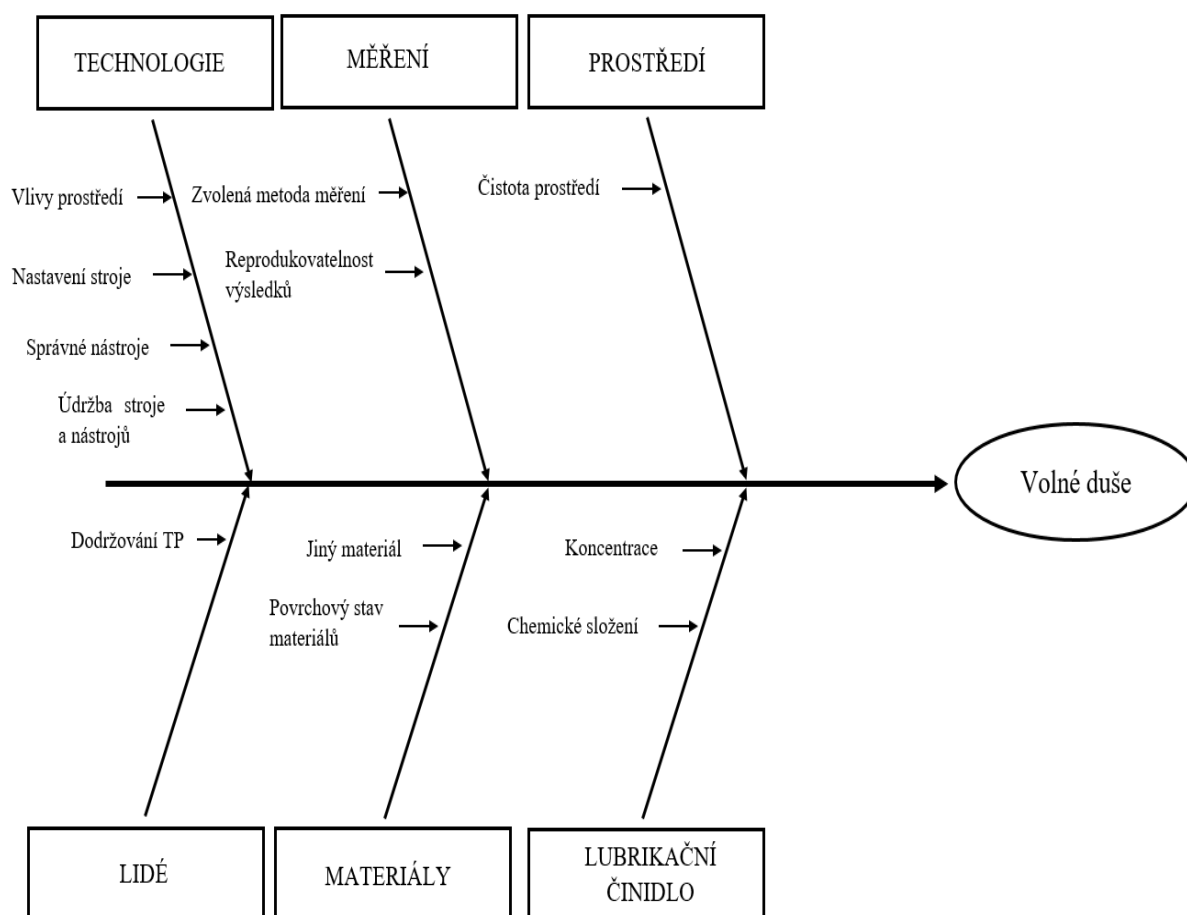 TECHNOLOGIE
MĚŘENÍ
PROSTŘEDÍ
Vlivy prostředí
Nastavení stroje
Správné nástroje
Údržba stroje
a nástrojů
Zvolená metoda měření
Reprodukovatelnost
výsledků
Čistota prostředí
Volné duše
Dodržování TP
Jiný materiál
Povrchový stav
materiálů
Koncentrace
Chemické složení
LIDÉ
MATERIÁLY
LUBRIKAČNÍ
ČINIDLO